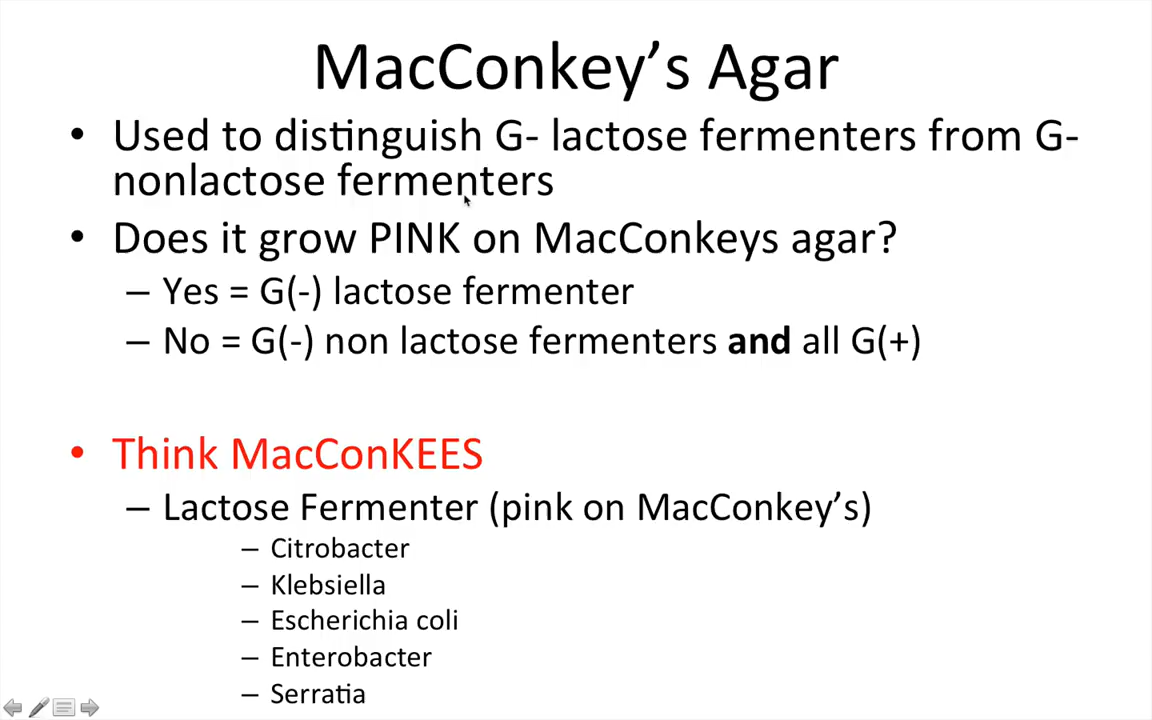 MacConkey’s Agar
• Used to distinguish G- lactose fermenters from G-
nonlactose fermenters
• Does it grow PINK on MacConkeys agar?
– Yes = G(-) lactose fermenter
– No = G(-) non lactose fermenters and all G(+)
• Think MacConKEES
– Lactose Fermenter (pink on MacConkey’s)
– Citrobacter
– Klebsiella
– Escherichia coli
– Enterobacter
– Serratia